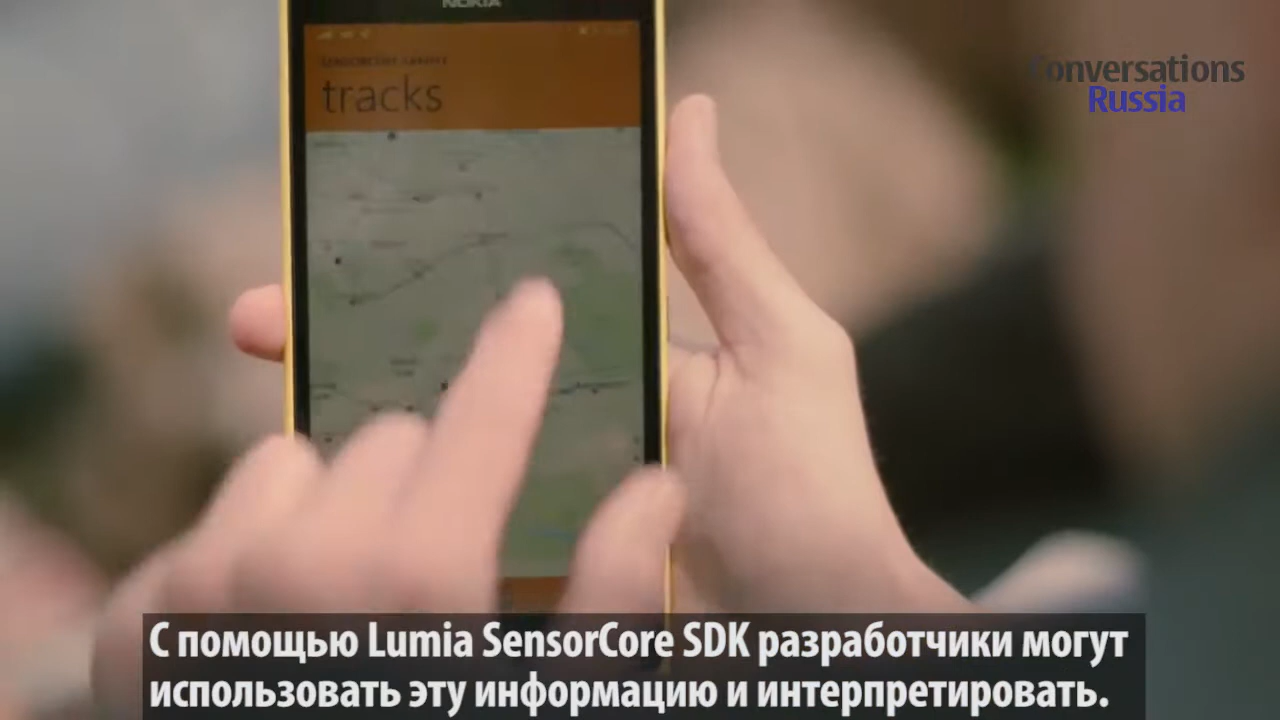 NOKIA
tracks
Conversations
Russia
С помощью Lumia SensorCore SDK разработчики могут
использовать эту информацию и интерпретировать.